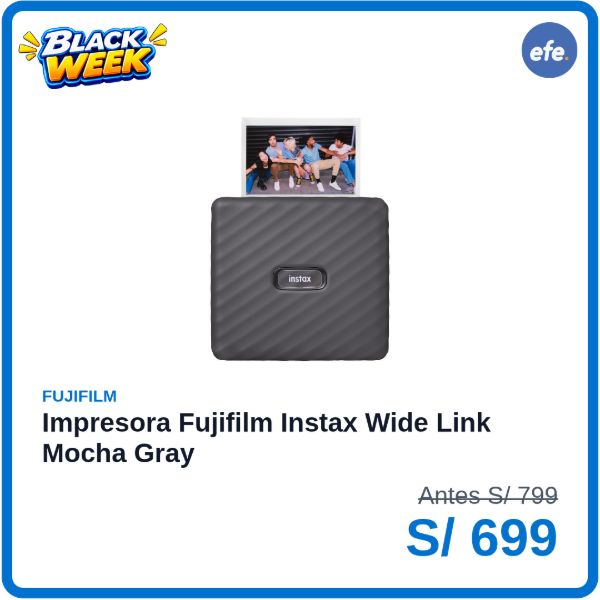 BLACK
WEEK
efe.
instax
FUJIFILM
Impresora Fujifilm Instax Wide Link
Mocha Gray
Antes S/ 799
S/ 699